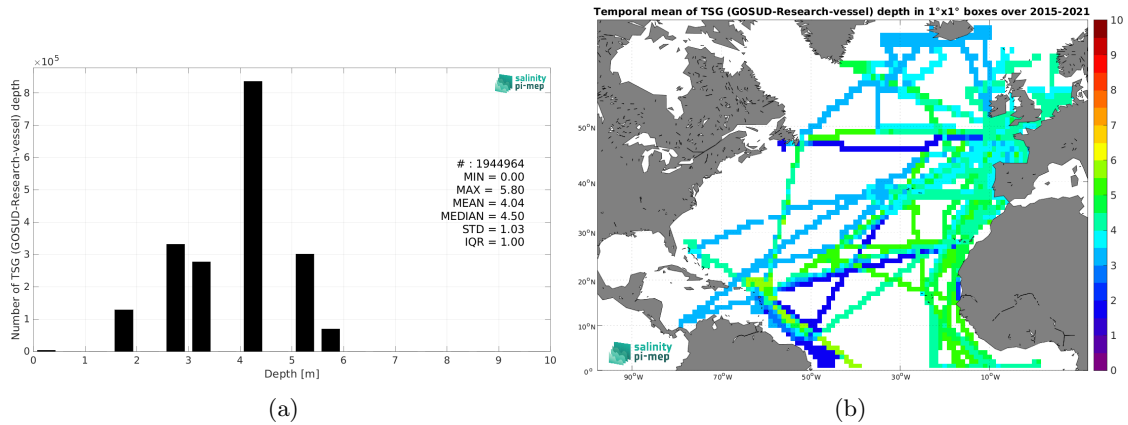 Temporal mean of TSG (GOSUD-Research-vessel) depth in 1°x1° boxes over 2015-2021
×10⁵
Number of TSG (GOSUD-Research-vessel) depth
8
7
6
5
4
3
2
1
0
salinity
pi-mep
# : 1944964
MIN = 0.00
MAX = 5.80
MEAN = 4.04
MEDIAN = 4.50
STD = 1.03
IQR = 1.00
0 1 2 3 4 5 6 7 8 9 10
Depth [m]
(a)
50°N
40°N
30°N
20°N
10°N
0°
90°W 70°W 50°W 30°W 10°W
salinity
pi-mep
10
9
8
7
6
5
4
3
2
1
0
(b)